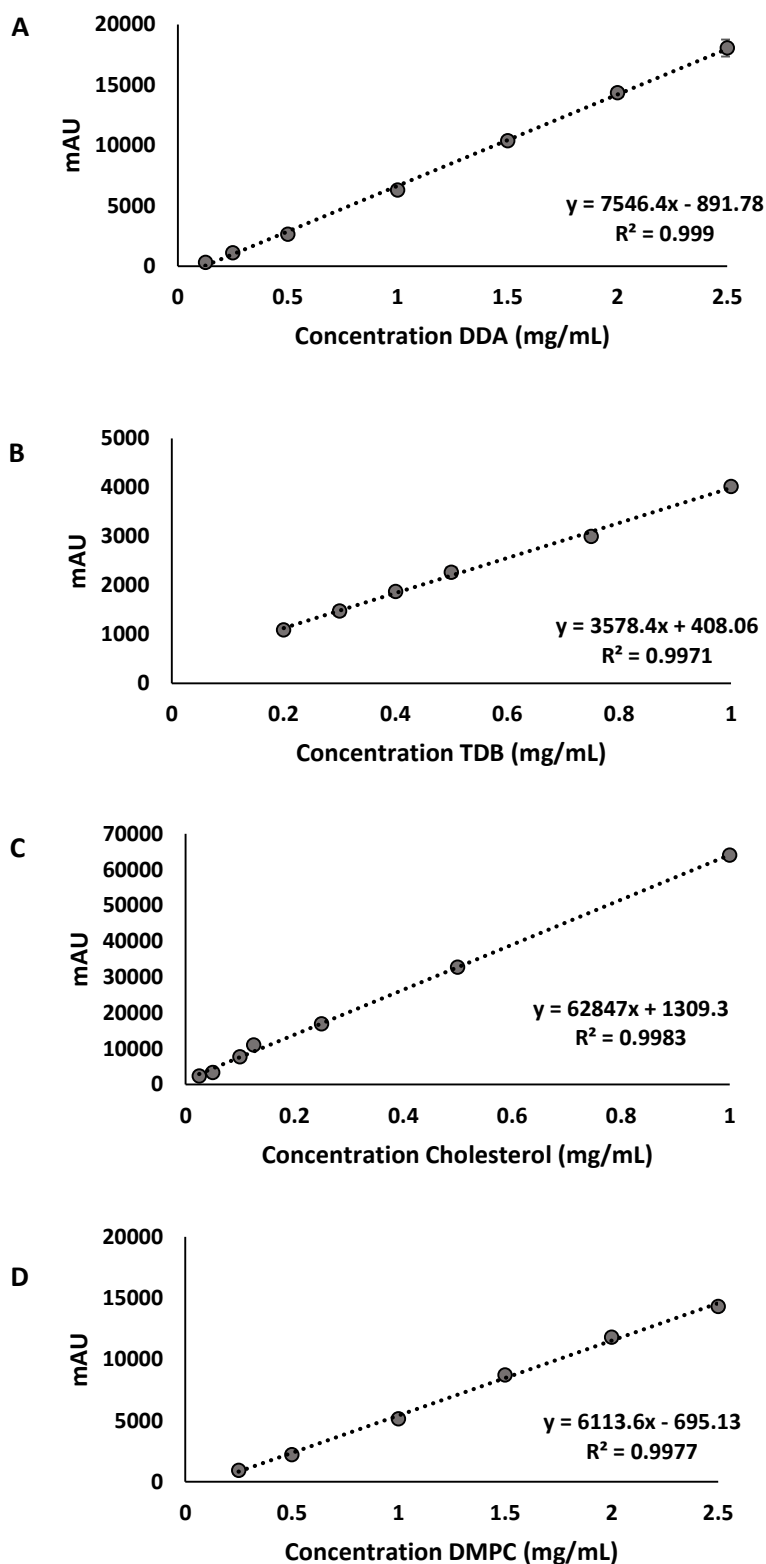 A
20000
15000
10000
5000
0
mAU
y = 7546.4x - 891.78
R² = 0.999
0 0.5 1 1.5 2 2.5
Concentration DDA (mg/mL)
B
5000
4000
3000
2000
1000
0
mAU
y = 3578.4x + 408.06
R² = 0.9971
0 0.2 0.4 0.6 0.8 1
Concentration TDB (mg/mL)
C
70000
60000
50000
40000
30000
20000
10000
0
mAU
y = 62847x + 1309.3
R² = 0.9983
0 0.2 0.4 0.6 0.8 1
Concentration Cholesterol (mg/mL)
D
20000
15000
10000
5000
0
mAU
y = 6113.6x - 695.13
R² = 0.9977
0 0.5 1 1.5 2 2.5
Concentration DMPC (mg/mL)